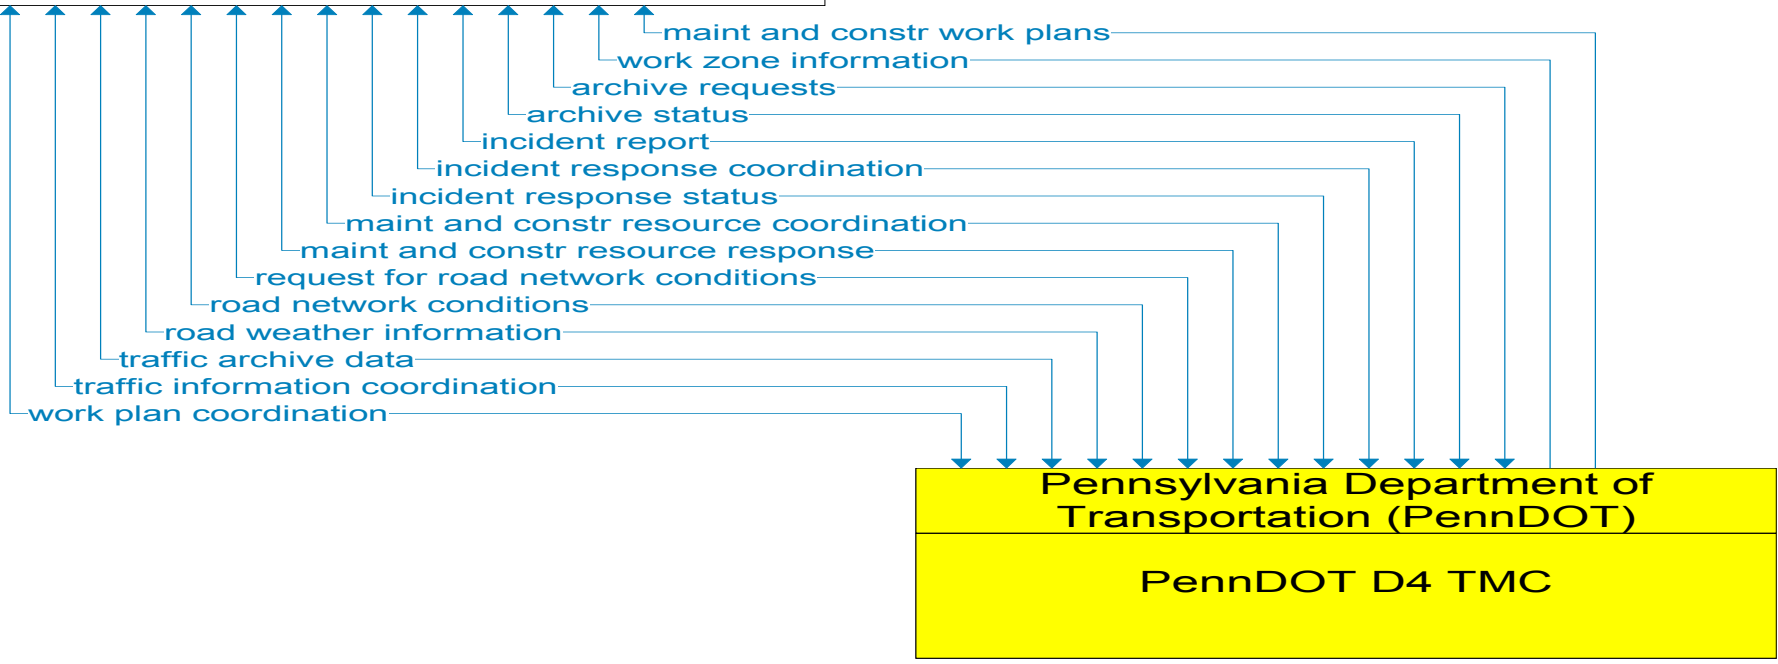 maint and constr work plans
work zone information
archive requests
archive status
incident report
incident response coordination
incident response status
maint and constr resource coordination
maint and constr resource response
request for road network conditions
road network conditions
road weather information
traffic archive data
traffic information coordination
work plan coordination
Pennsylvania Department of
Transportation (PennDOT)
PennDOT D4 TMC